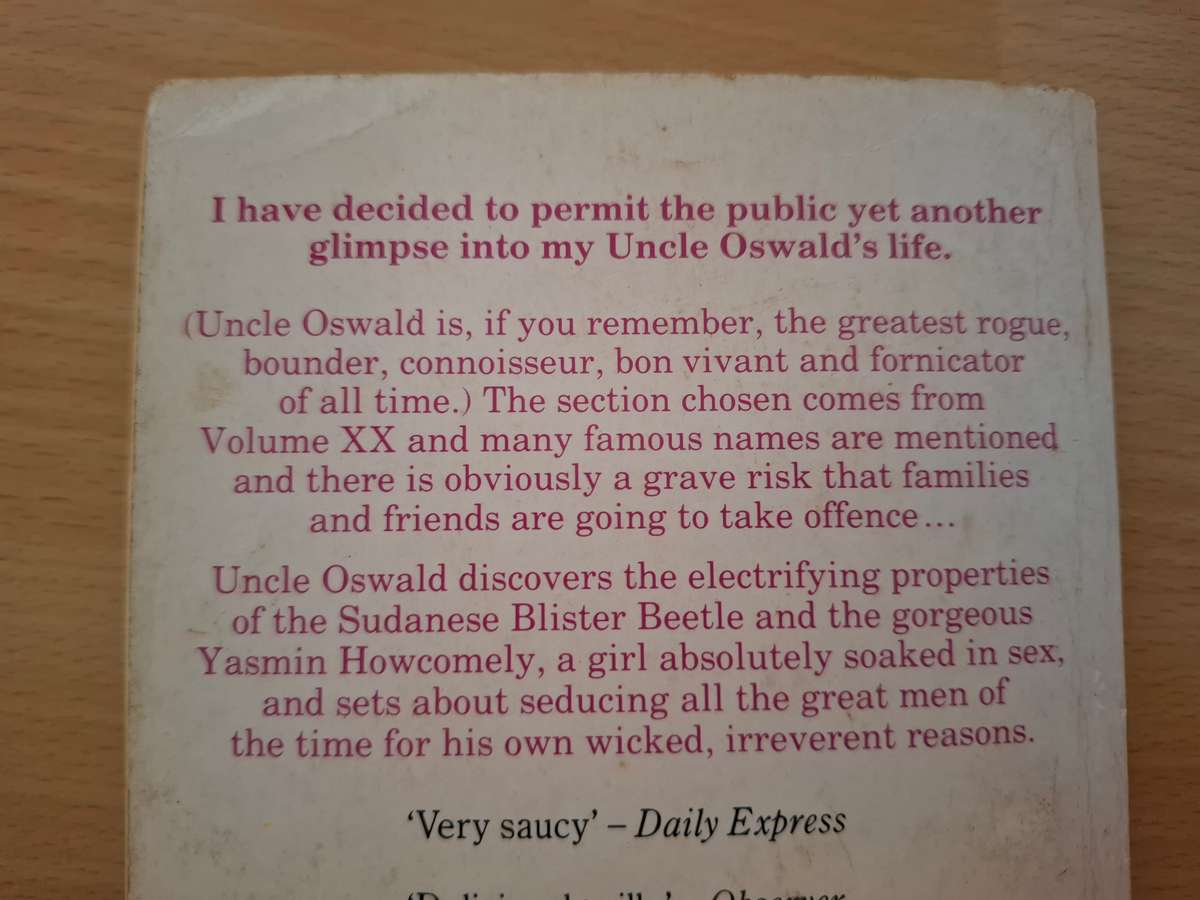 I have decided to permit the public yet another
glimpse into my Uncle Oswald's life.
(Uncle Oswald is, if you remember, the greatest rogue,
bounder, connoisseur, bon vivant and fornicator
of all time.) The section chosen comes from
Volume XX and many famous names are mentioned
and there is obviously a grave risk that families
and friends are going to take offence...
Uncle Oswald discovers the electrifying properties
of the Sudanese Blister Beetle and the gorgeous
Yasmin Howcomely, a girl absolutely soaked in sex,
and sets about seducing all the great men of
the time for his own wicked, irreverent reasons.
‘Very saucy’ – Daily Express
Observer